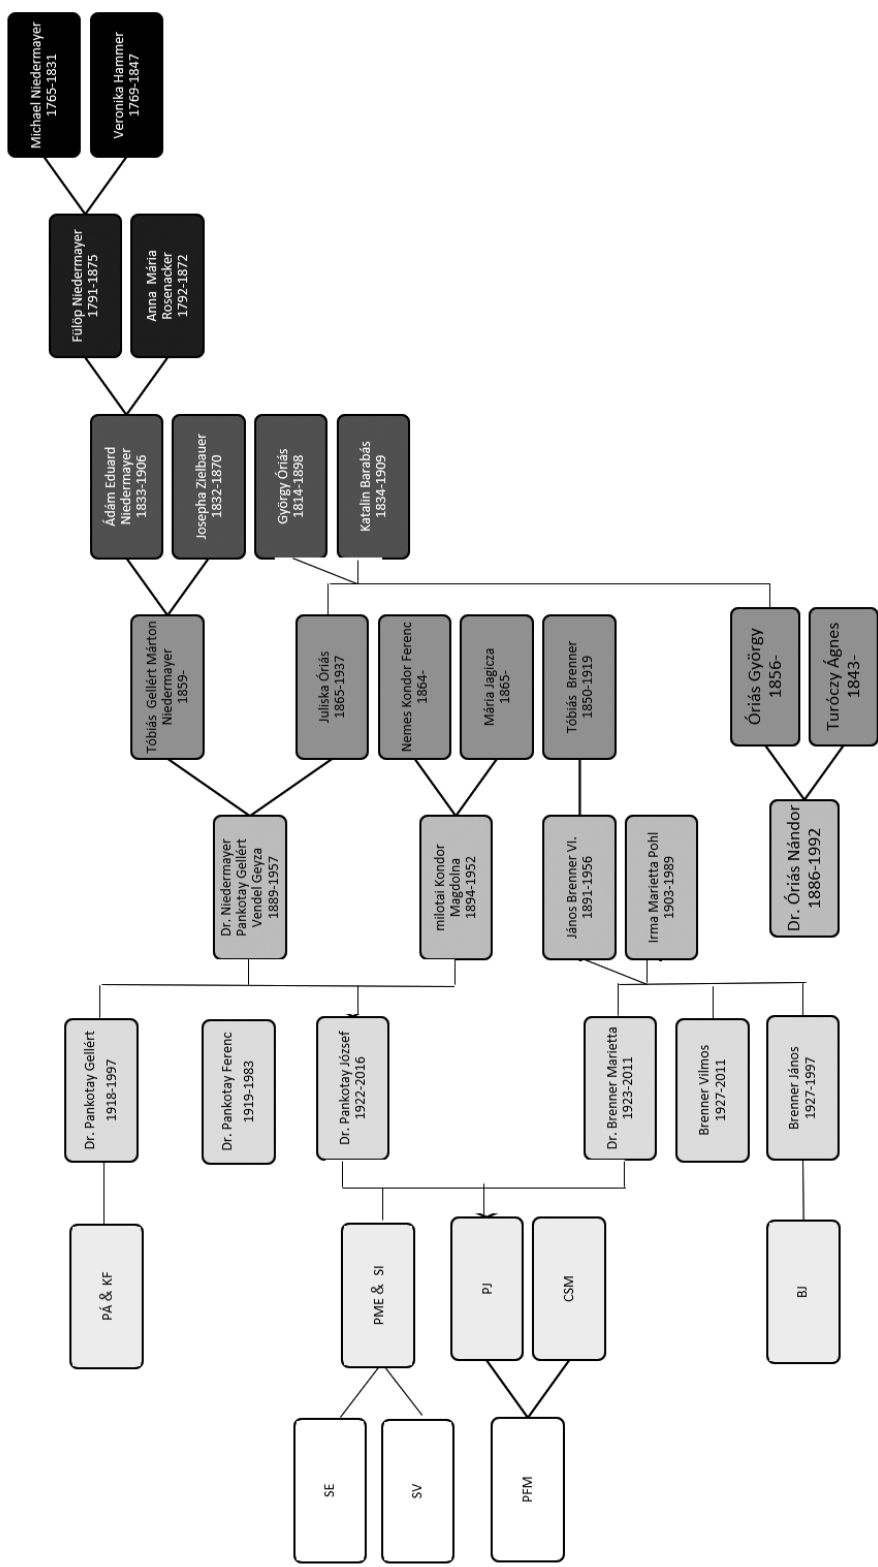 Michael Niedermayer
1765-1831
Veronika Hammer
1769-1847
Fülöp Niedermayer
1791-1875
Anna Mária
Rosenacker
1792-1872
Ádám Eduard
Niedermayer
1833-1906
Josepha Zielbauer
1832-1870
György Óriás
1814-1898
Katalin Barabás
1834-1909
Tóbiás Gellért Márton
Niedermayer
1859-
Juliska Óriás
1865-1937
Nemes Kondor Ferenc
1864-
Mária Jagicza
1865-
Tóbiás Brenner
1850-1919
Óriás György
1856-
Turóczy Ágnes
1843-
Dr. Niedermayer
Pankotay Gellért
Vendel Geyza
1889-1957
milotai Kondor
Magdolna
1894-1952
János Brenner VI.
1891-1956
Irma Marietta Pohl
1903-1989
Dr. Óriás Nándor
1886-1992
Dr. Pankotay Gellért
1918-1997
Dr. Pankotay Ferenc
1919-1983
Dr. Pankotay József
1922-2016
Dr. Brenner Marietta
1923-2011
Brenner Vilmos
1927-2011
Brenner János
1927-1997
PÁ & KF
PME & SI
PJ
CSM
BJ
SE
SV
PFM